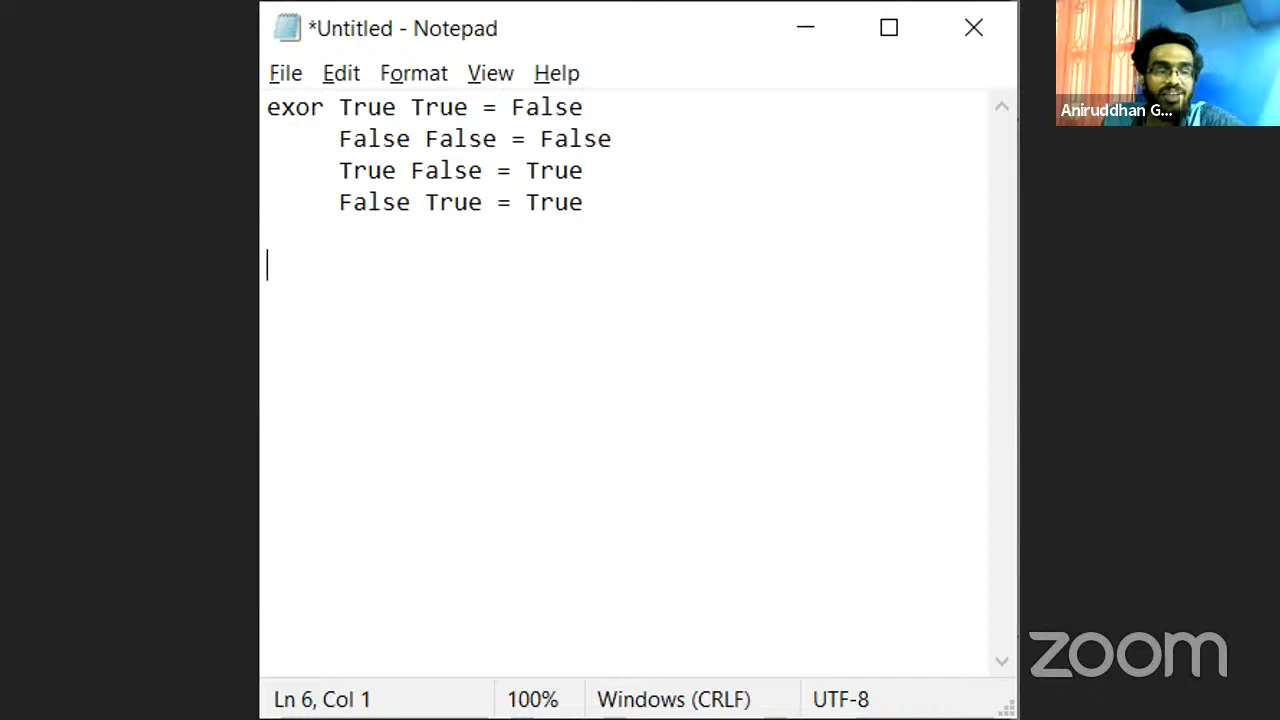 *Untitled - Notepad
File Edit Format View Help
exor True True = False
False False = False
True False = True
False True = True
Ln 6, Col 1 100% Windows (CRLF) UTF-8
Aniruddhan G...
zoom